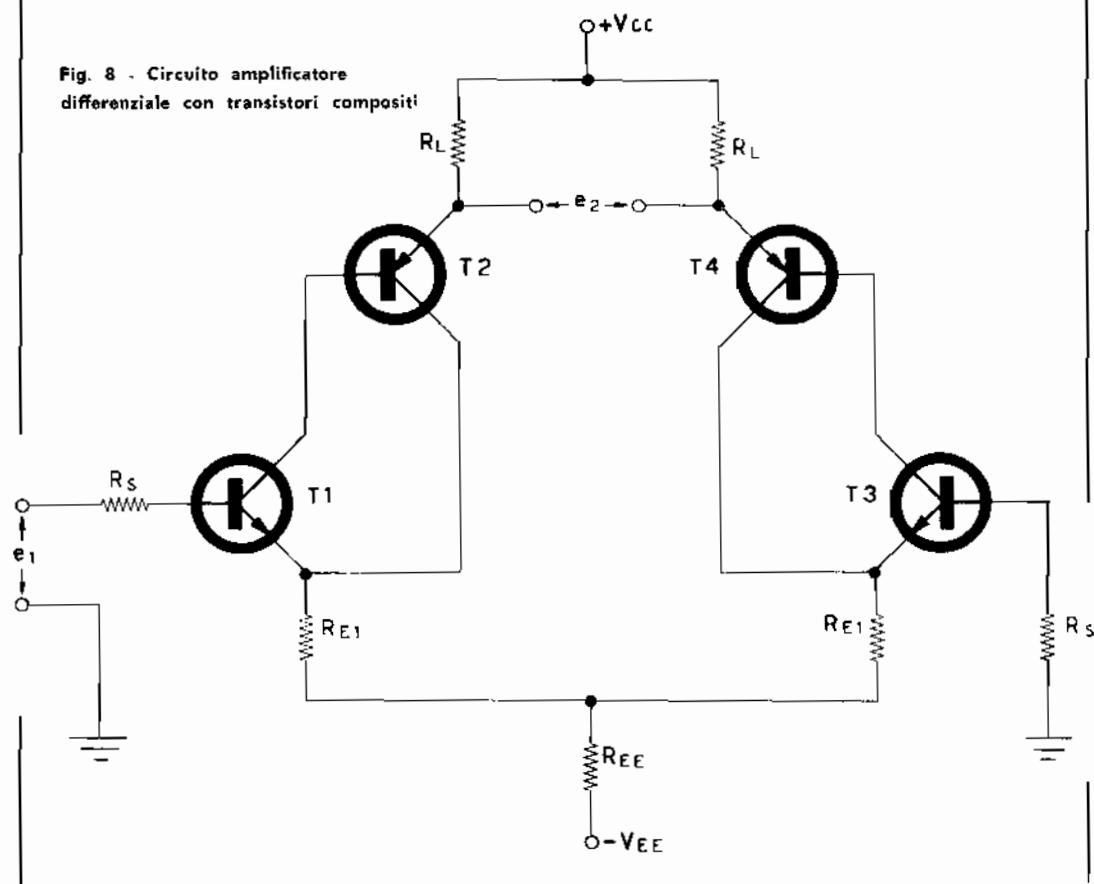 +VCC
Fig. 8 - Circuito amplificatore
differenziale con transistori compositi
RL
RL
e2
T2
T4
RS
T1
T3
e1
RE1
RE1
RS
REE
-VEE